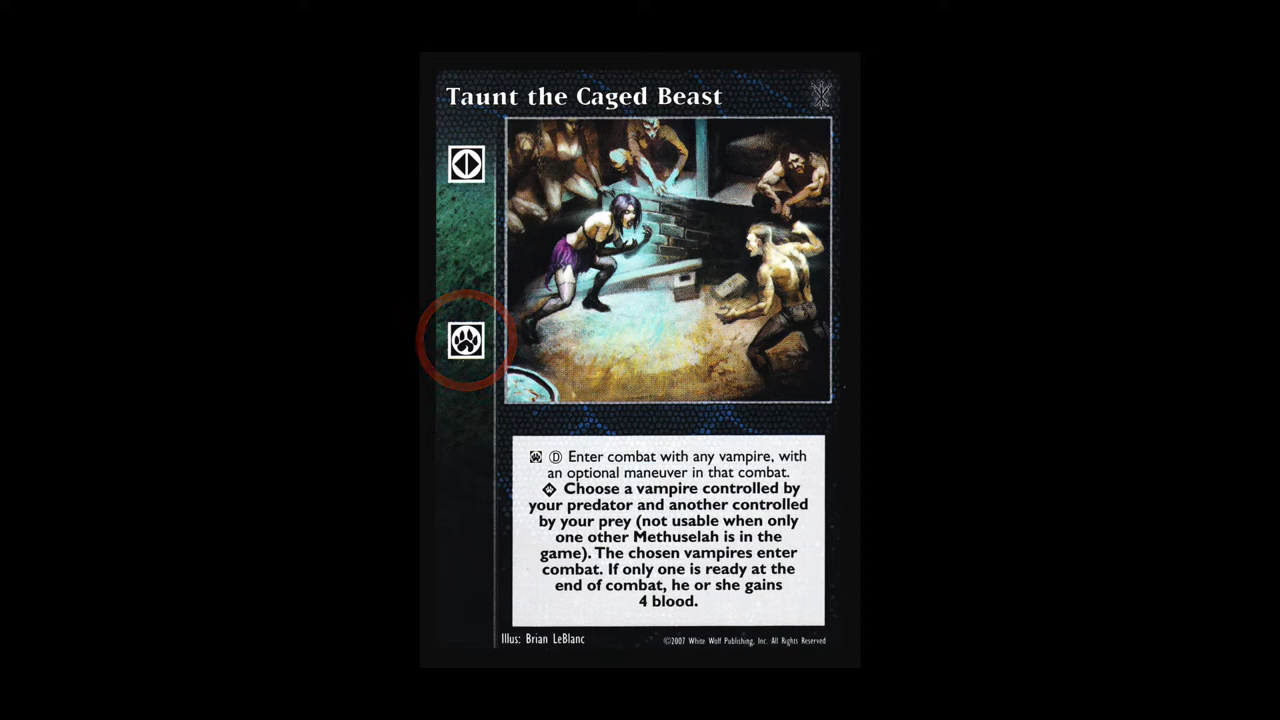 Taunt the Caged Beast
Ⓓ Enter combat with any vampire, with
an optional maneuver in that combat.
Choose a vampire controlled by
your predator and another controlled
by your prey (not usable when only
one other Methuselah is in the
game). The chosen vampires enter
combat. If only one is ready at the
end of combat, he or she gains
4 blood.
Illus: Brian LeBlanc
©2007 White Wolf Publishing, Inc. All Rights Reserved